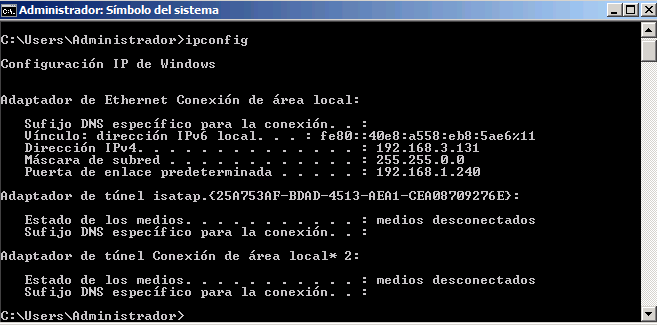 Administrador: Símbolo del sistema
C:\Users\Administrador>ipconfig
Configuración IP de Windows
Adaptador de Ethernet Conexión de área local:
Sufijo DNS específico para la conexión. . :
Vínculo: dirección IPv6 local. . . : fe80::40e8:a558:eb8:5ae6%11
Dirección IPv4. . . . . . . . . . . . . . : 192.168.3.131
Máscara de subred . . . . . . . . . . . . : 255.255.0.0
Puerta de enlace predeterminada . . . . . : 192.168.1.240
Adaptador de túnel isatap.{25A753AF-BDAD-4513-AEA1-CEA08709276E}:
Estado de los medios. . . . . . . . . . . : medios desconectados
Sufijo DNS específico para la conexión. . :
Adaptador de túnel Conexión de área local* 2:
Estado de los medios. . . . . . . . . . . : medios desconectados
Sufijo DNS específico para la conexión. . :
C:\Users\Administrador>